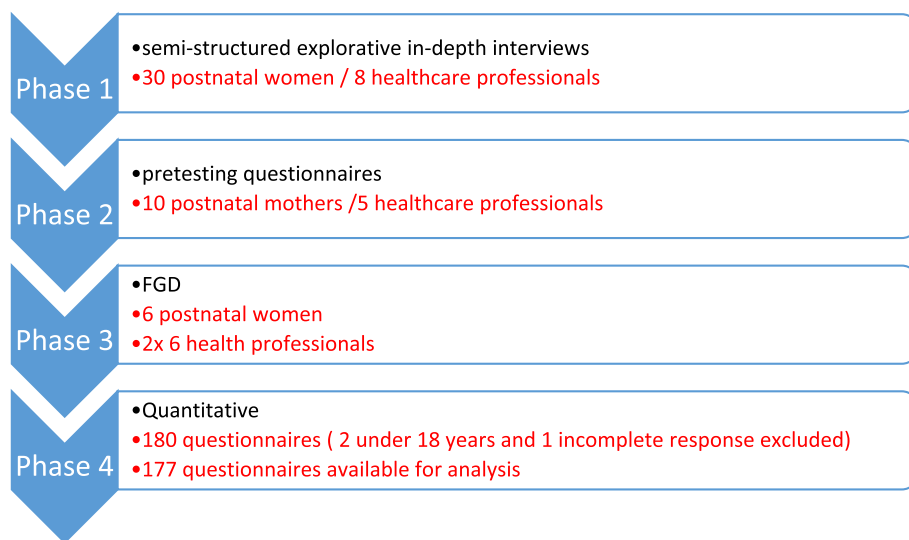 Phase 1
•semi-structured explorative in-depth interviews
•30 postnatal women / 8 healthcare professionals
Phase 2
•pretesting questionnaires
•10 postnatal mothers /5 healthcare professionals
Phase 3
•FGD
•6 postnatal women
•2x 6 health professionals
Phase 4
•Quantitative
•180 questionnaires ( 2 under 18 years and 1 incomplete response excluded)
•177 questionnaires available for analysis